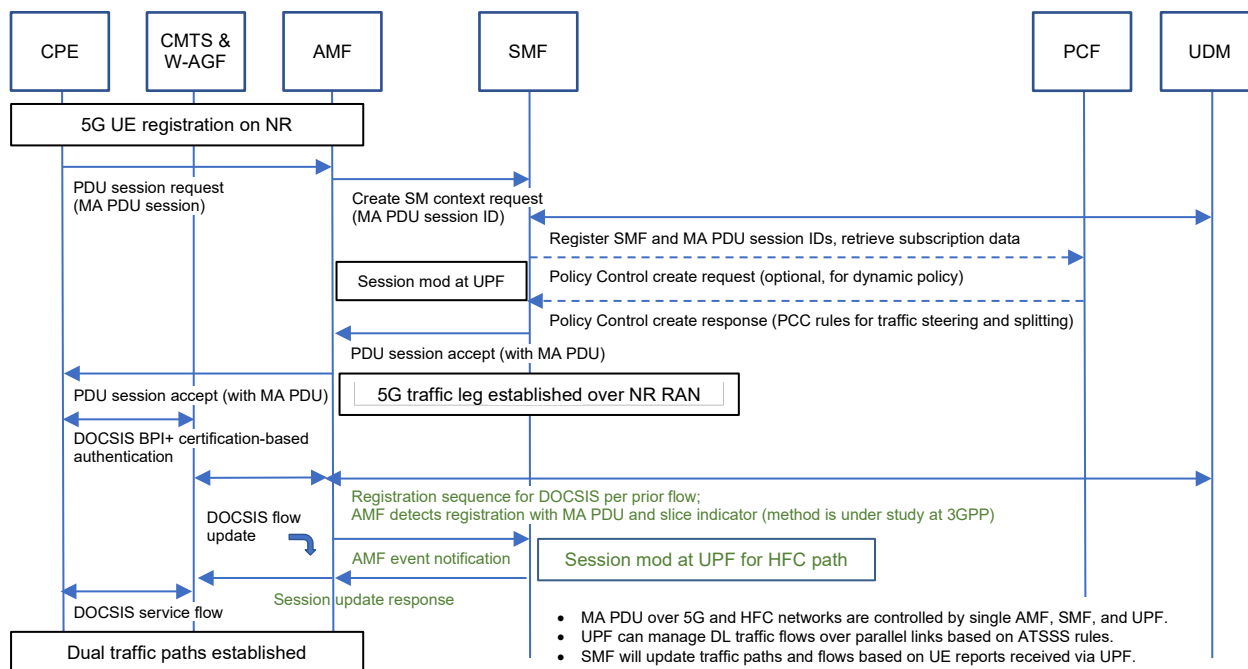 CPE
CMTS &
W-AGF
AMF
SMF
PCF
UDM
5G UE registration on NR
PDU session request
(MA PDU session)
Create SM context request
(MA PDU session ID)
Register SMF and MA PDU session IDs, retrieve subscription data
Session mod at UPF
Policy Control create request (optional, for dynamic policy)
Policy Control create response (PCC rules for traffic steering and splitting)
PDU session accept (with MA PDU)
PDU session accept (with MA PDU)
5G traffic leg established over NR RAN
DOCSIS BPI+ certification-based
authentication
Registration sequence for DOCSIS per prior flow;
AMF detects registration with MA PDU and slice indicator (method is under study at 3GPP)
DOCSIS flow
update
AMF event notification
Session mod at UPF for HFC path
Session update response
DOCSIS service flow
Dual traffic paths established
• MA PDU over 5G and HFC networks are controlled by single AMF, SMF, and UPF.
• UPF can manage DL traffic flows over parallel links based on ATSSS rules.
• SMF will update traffic paths and flows based on UE reports received via UPF.